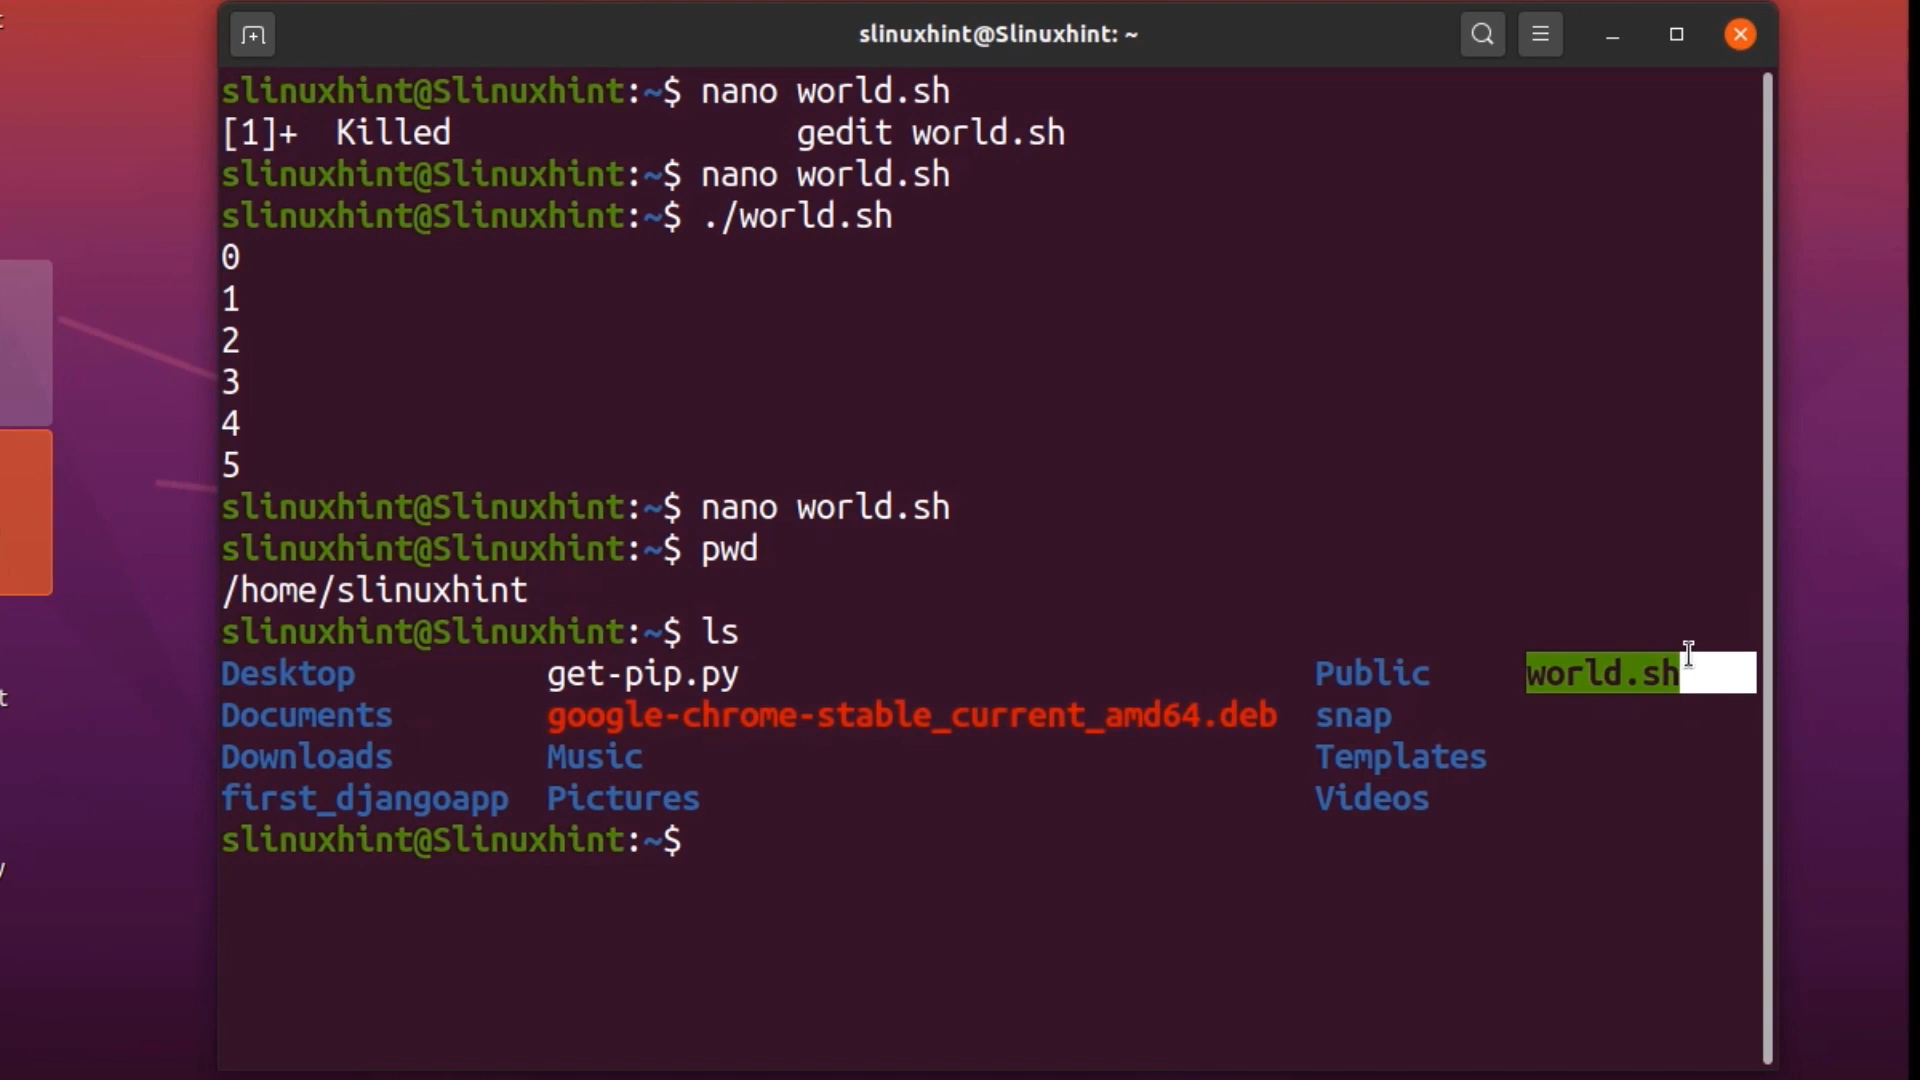 slinuxhint@Slinuxhint: ~
slinuxhint@Slinuxhint:~$ nano world.sh
[1]+  Killed                  gedit world.sh
slinuxhint@Slinuxhint:~$ nano world.sh
slinuxhint@Slinuxhint:~$ ./world.sh
0
1
2
3
4
5
slinuxhint@Slinuxhint:~$ nano world.sh
slinuxhint@Slinuxhint:~$ pwd
/home/slinuxhint
slinuxhint@Slinuxhint:~$ ls
Desktop          get-pip.py                              Public     world.sh
Documents        google-chrome-stable_current_amd64.deb  snap
Downloads        Music                                   Templates
first_djangoapp  Pictures                                Videos
slinuxhint@Slinuxhint:~$